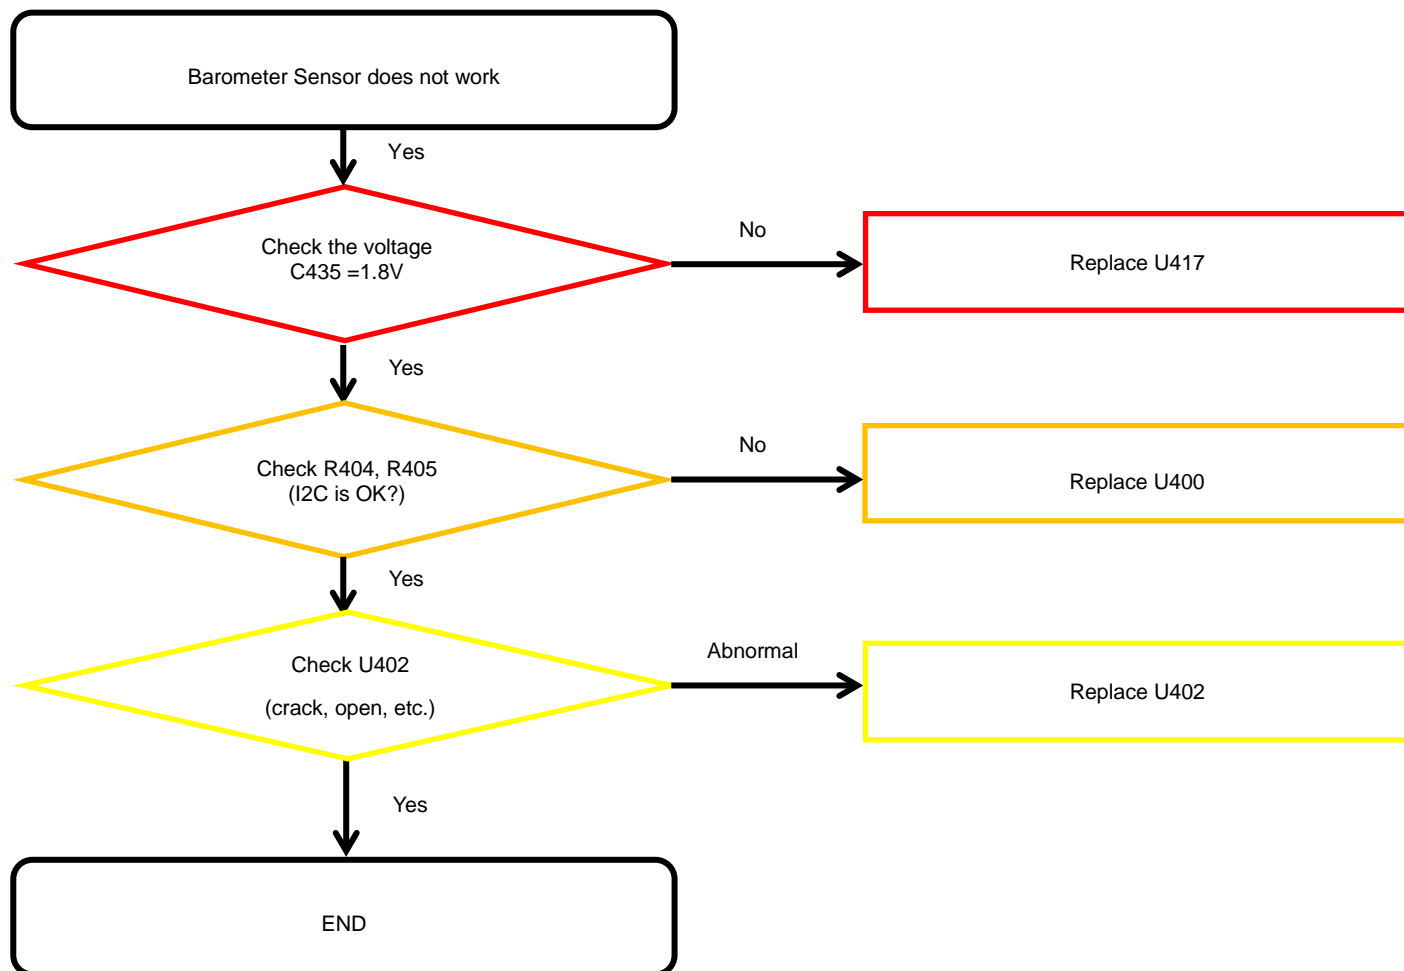 Barometer Sensor does not work
Yes
Check the voltage
C435 =1.8V
No
Replace U417
Yes
Check R404, R405
(I2C is OK?)
No
Replace U400
Yes
Check U402
(crack, open, etc.)
Abnormal
Replace U402
Yes
END